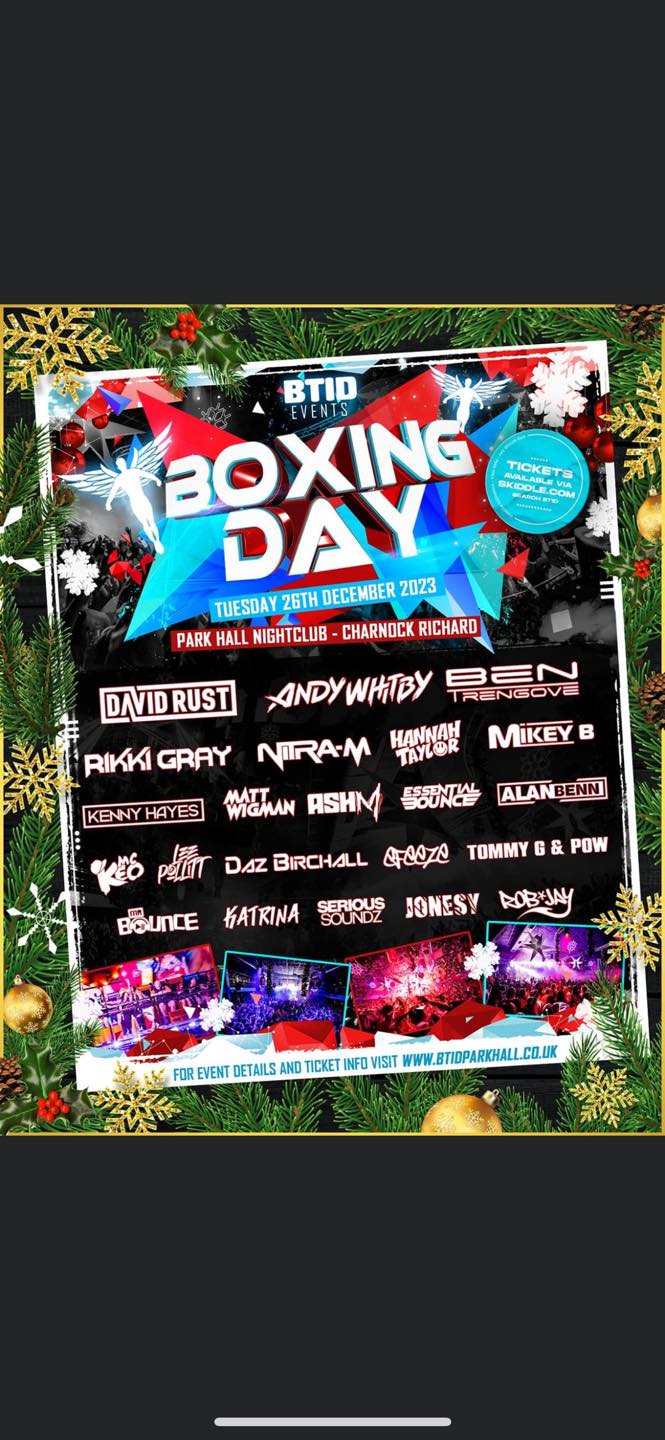 BTID
EVENTS
BOXING
DAY
TICKETS
AVAILABLE VIA
SKIDDLE.COM
SEARCH BTID
TUESDAY 26TH DECEMBER 2023
PARK HALL NIGHTCLUB - CHARNOCK RICHARD
DAVID RUST ANDY WHITBY BEN TRENGOVE
RIKKI GRAY NITRA-M HANNAH TAYLOR MIKEY B
KENNY HAYES MATT WIGMAN ASHM ESSENTIAL BOUNCE ALAN BENN
MC KEO LEE POLLITT DAZ BIRCHALL CFEEZE TOMMY G & POW
MR BOUNCE KATRINA SERIOUS SOUNDZ JONESY ROB*JAY
FOR EVENT DETAILS AND TICKET INFO VISIT WWW.BTIDPARKHALL.CO.UK